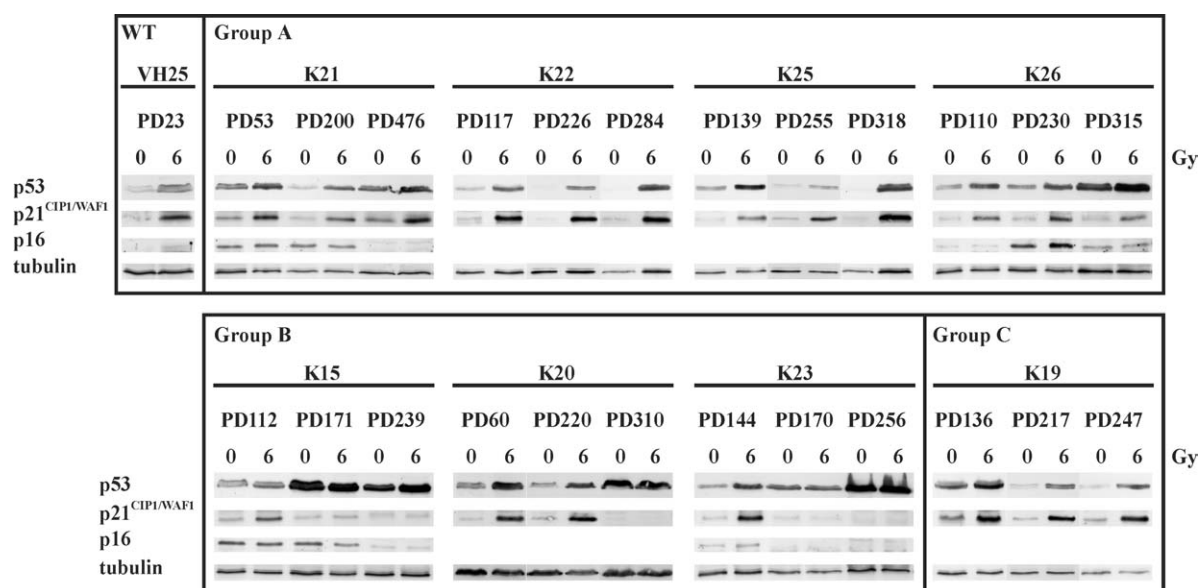 WT Group A
VH25 K21 K22 K25 K26
PD23 PD53 PD200 PD476 PD117 PD226 PD284 PD139 PD255 PD318 PD110 PD230 PD315
0 6 0 6 0 6 0 6 0 6 0 6 0 6 0 6 0 6 0 6 0 6 0 6 0 6 Gy
p53
p21CIP1/WAF1
p16
tubulin
Group B Group C
K15 K20 K23 K19
PD112 PD171 PD239 PD60 PD220 PD310 PD144 PD170 PD256 PD136 PD217 PD247
0 6 0 6 0 6 0 6 0 6 0 6 0 6 0 6 0 6 0 6 0 6 0 6 Gy
p53
p21CIP1/WAF1
p16
tubulin